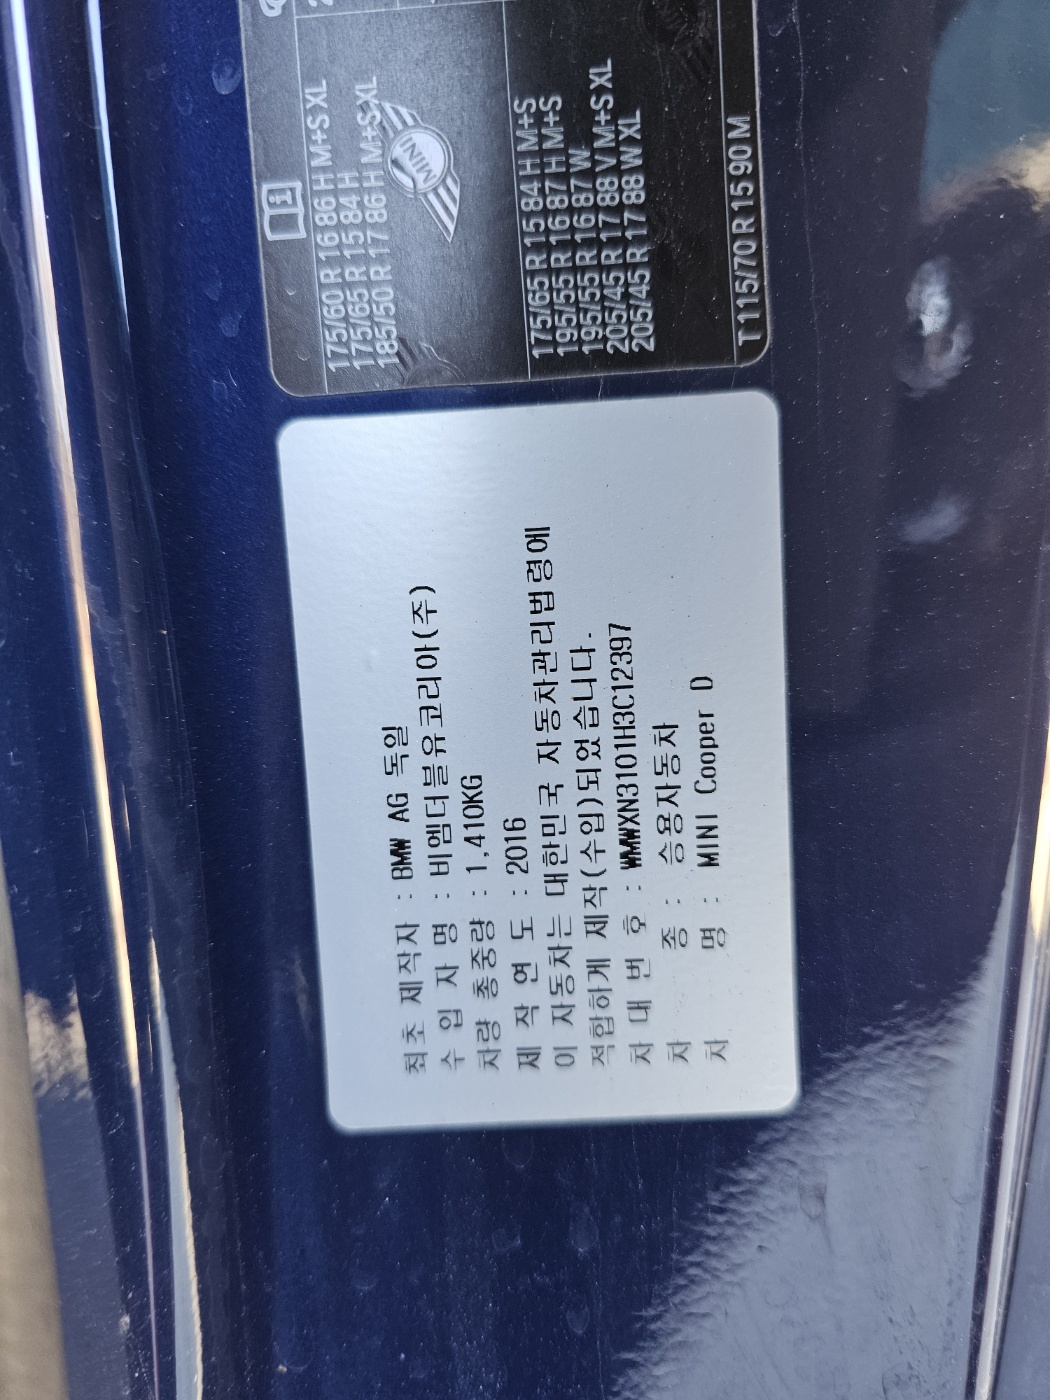 최초 제작자 : BMW AG 독일
수 입 자 명 : 비엠더블유코리아(주)
차량 총중량 : 1,410KG
제 작 연 도 : 2016
이 자동차는 대한민국 자동차관리법령에
적합하게 제작(수입)되었습니다.
차 대 번 호 : WMWXN3101H3C12397
차 종 : 승용자동차
차 명 : MINI Cooper D
175/60 R 16 86 H M+S XL
175/65 R 15 84 H
185/50 R 17 86 H M+S XL
MINI
175/65 R 15 84 H M+S
195/55 R 16 87 H M+S
195/55 R 16 87 W
205/45 R 17 88 V M+S XL
205/45 R 17 88 W XL
T 115/70 R 15 90 M